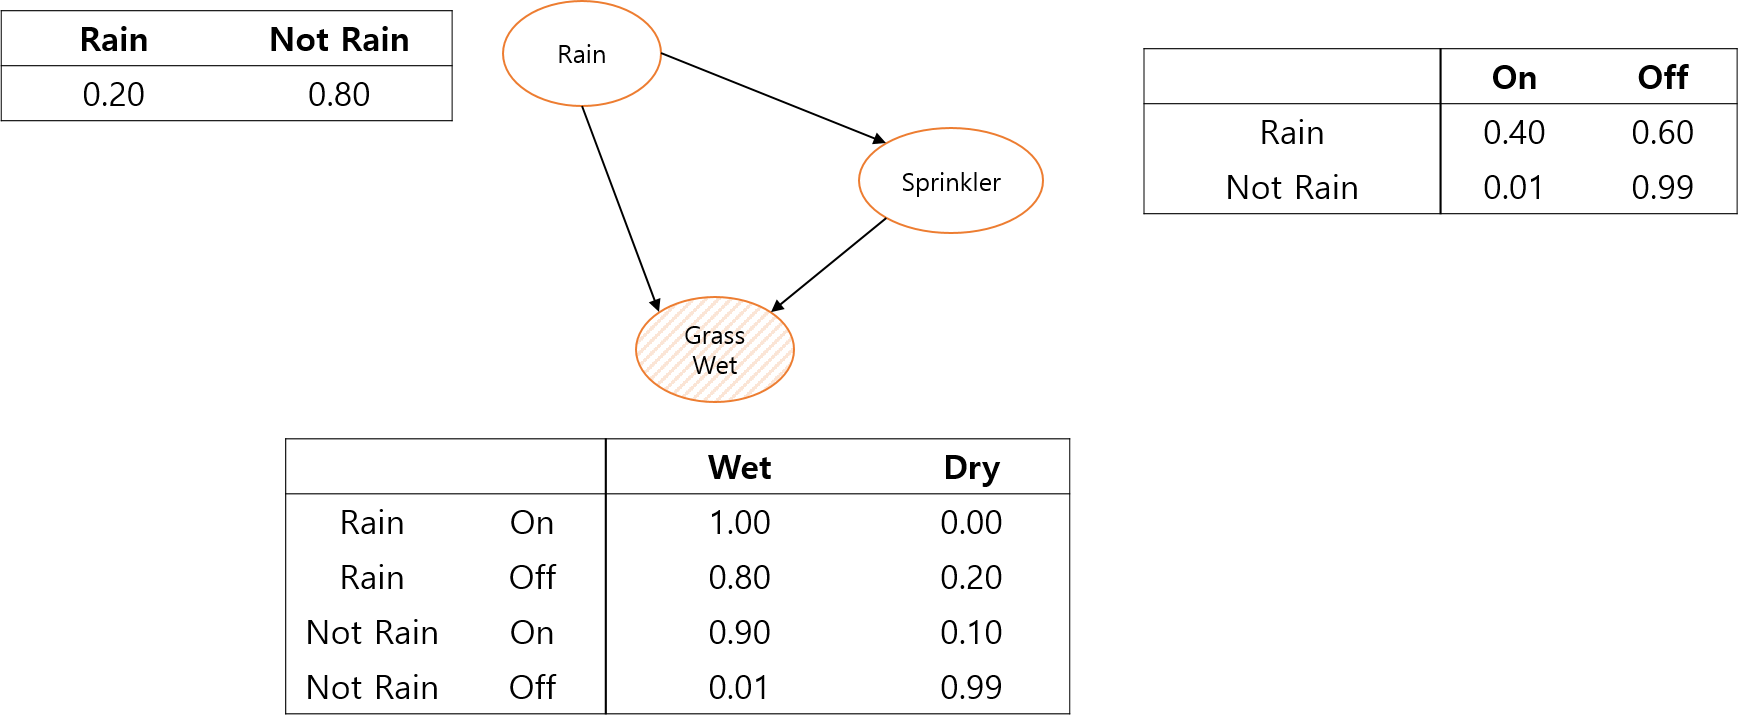 Rain Not Rain
0.20 0.80
Rain
On Off
Rain 0.40 0.60
Not Rain 0.01 0.99
Sprinkler
Grass
Wet
Wet Dry
Rain On 1.00 0.00
Rain Off 0.80 0.20
Not Rain On 0.90 0.10
Not Rain Off 0.01 0.99